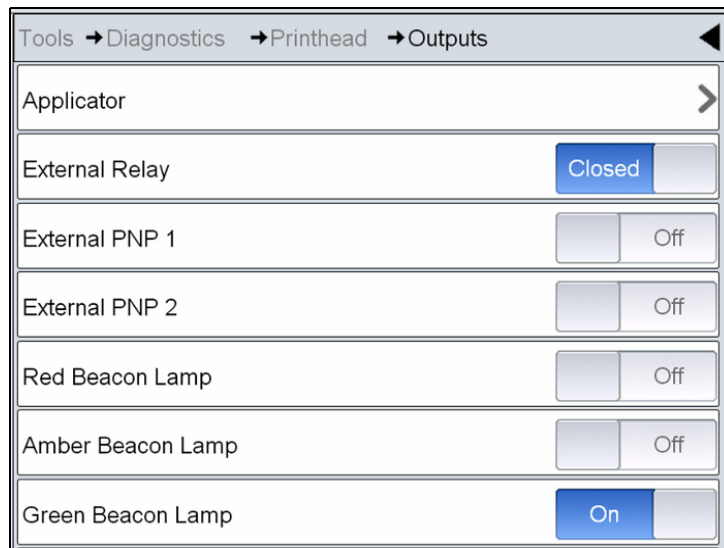 Tools →Diagnostics →Printhead →Outputs
Applicator
External Relay Closed
External PNP 1 Off
External PNP 2 Off
Red Beacon Lamp Off
Amber Beacon Lamp Off
Green Beacon Lamp On